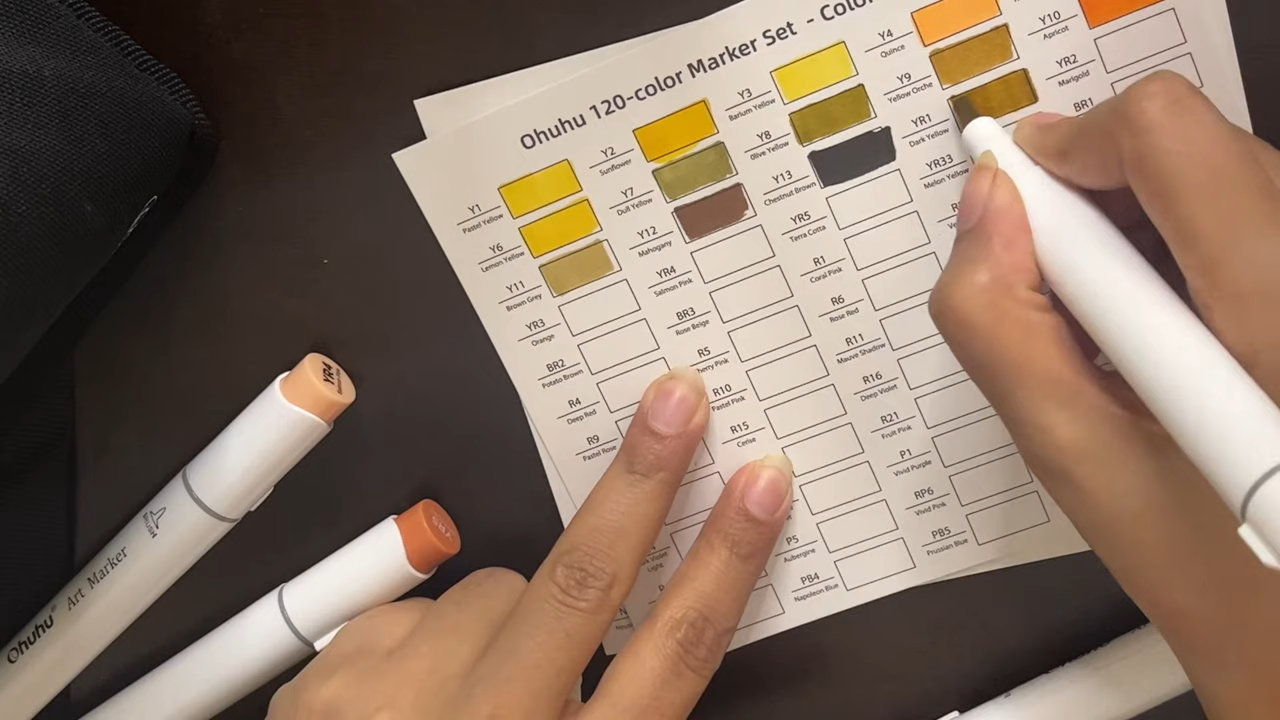 Ohuhu 120-color Marker Set - Color
Y1
Pastel Yellow
Y2
Sunflower
Y3
Barium Yellow
Y4
Quince
Y10
Apricot
Y6
Lemon Yellow
Y7
Dull Yellow
Y8
Olive Yellow
Y9
Yellow Orche
YR2
Marigold
Y11
Brown Grey
Y12
Mahogany
Y13
Chestnut Brown
YR1
Dark Yellow
BR1
YR3
Orange
YR4
Salmon Pink
YR5
Terra Cotta
YR33
Melon Yellow
BR2
Potato Brown
BR3
Rose Beige
R1
Coral Pink
R4
Deep Red
R5
R6
Rose Red
R9
Pastel Rose
R10
Pastel Pink
R11
Mauve Shadow
R15
Cerise
R16
Deep Violet
R21
Fruit Pink
P1
Vivid Purple
Light
P5
Aubergine
RP6
Vivid Pink
PB4
Napoleon Blue
PB5
Prussian Blue
YR4
Ohuhu Art Marker
BRUSH